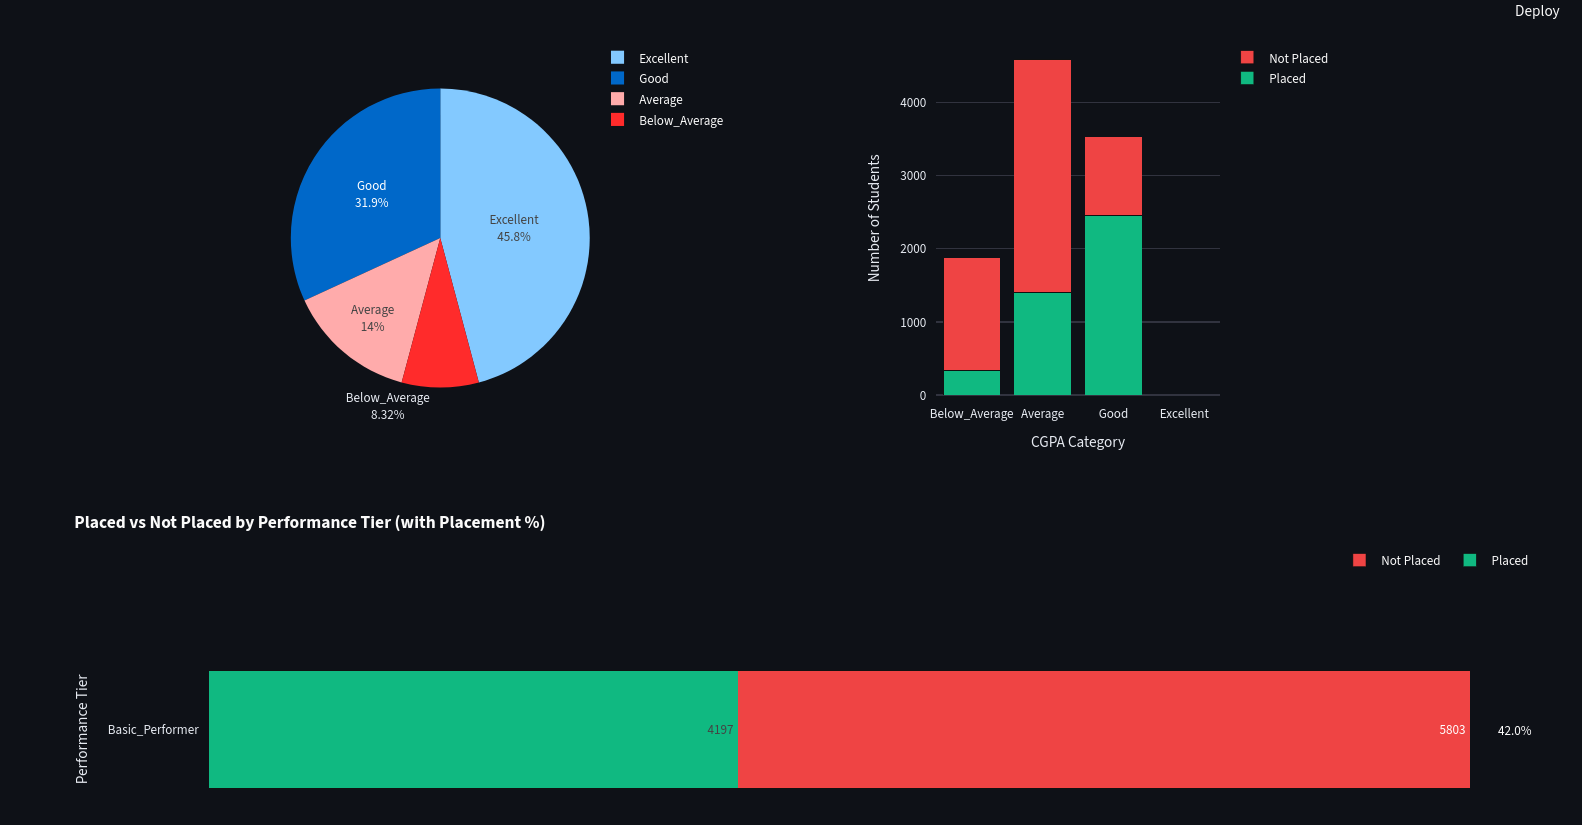 Deploy
Excellent
Good
Average
Below_Average
Good
31.9%
Excellent
45.8%
Average
14%
Below_Average
8.32%
Not Placed
Placed
Number of Students
4000
3000
2000
1000
0
Below_Average
Average
Good
Excellent
CGPA Category
Placed vs Not Placed by Performance Tier (with Placement %)
Not Placed
Placed
Performance Tier
Basic_Performer
4197
5803
42.0%